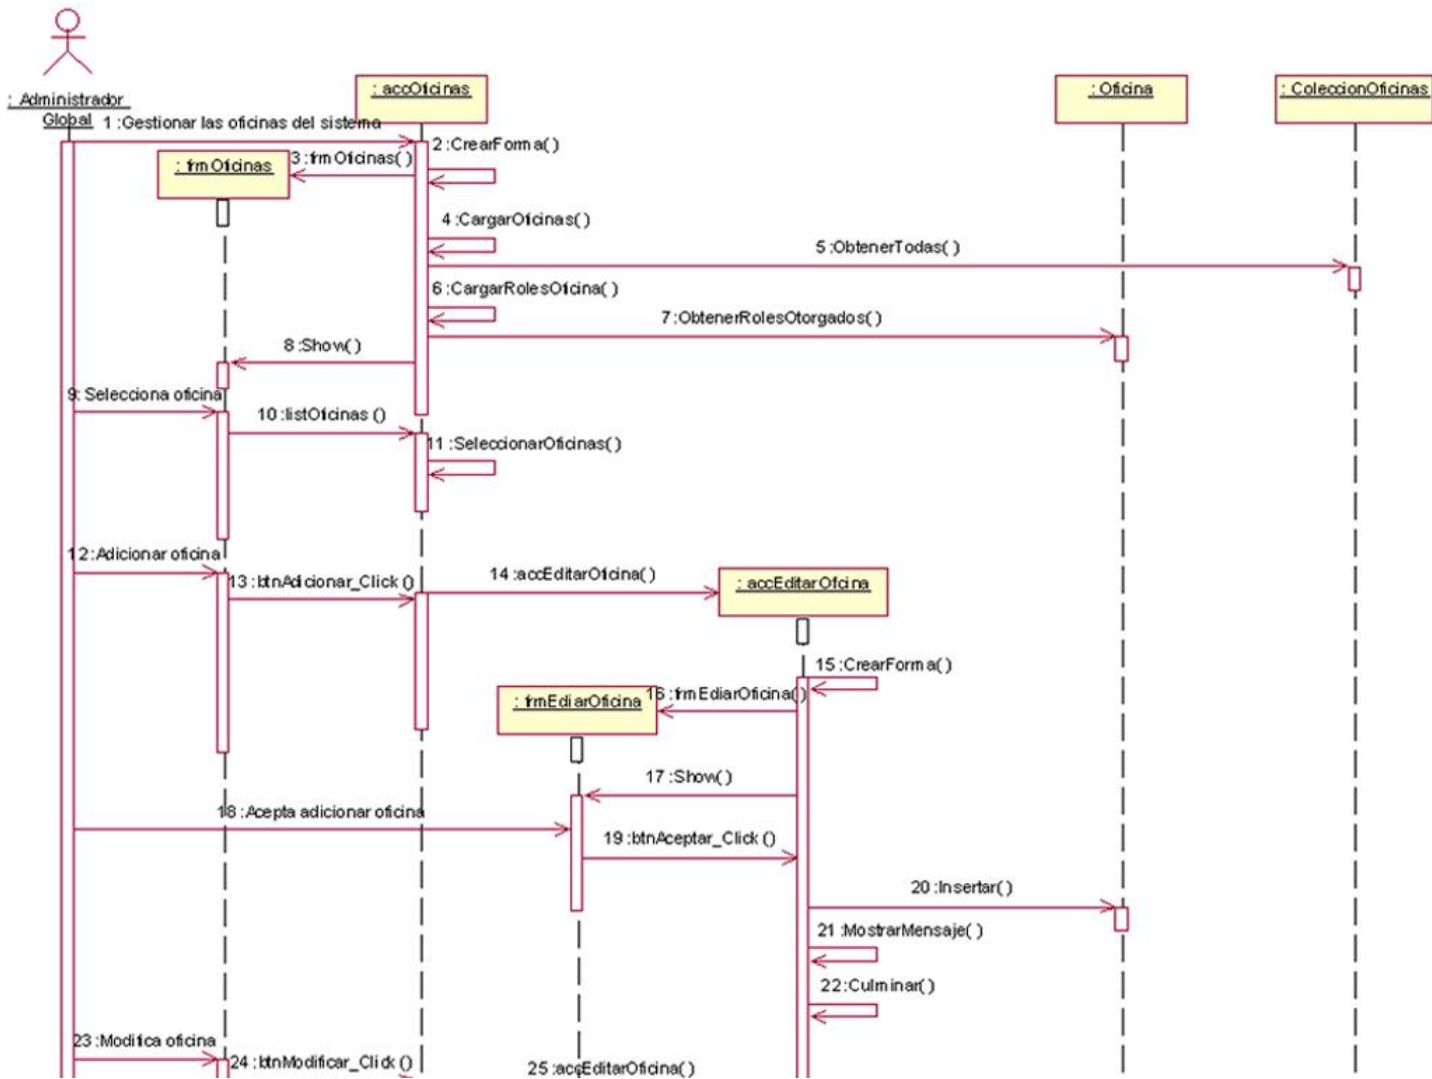 : Administrador
Global
: accOficinas
: Oficina
: ColeccionOficinas
1 :Gestionar las oficinas del sistema
2 :CrearForma( )
: frmOficinas
3 :frmOficinas( )
4 :CargarOficinas( )
5 :ObtenerTodas( )
6 :CargarRolesOficina( )
7 :ObtenerRolesOtorgados( )
8 :Show( )
9: Selecciona oficina
10 :listOficinas ( )
11 :SeleccionarOficinas( )
12 :Adicionar oficina
13 :btnAdicionar_Click ( )
14 :accEditarOficina( )
: accEditarOfcina
15 :CrearForma( )
: frmEdiarOficina
16 :frmEdiarOficina( )
17 :Show( )
18 :Acepta adicionar oficina
19 :btnAceptar_Click ( )
20 :Insertar( )
21 :MostrarMensaje( )
22 :Culminar( )
23 :Modifica oficina
24 :btnModificar_Click ( )
25 :accEditarOficina( )